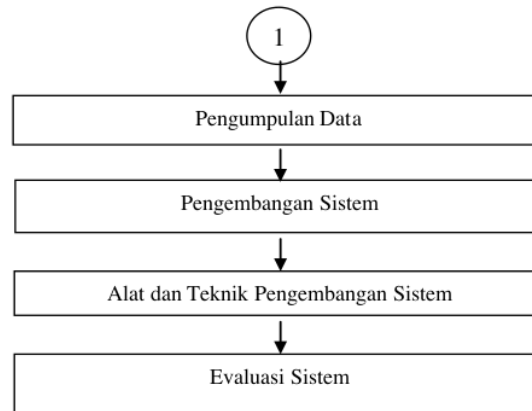 1
Pengumpulan Data
Pengembangan Sistem
Alat dan Teknik Pengembangan Sistem
Evaluasi Sistem